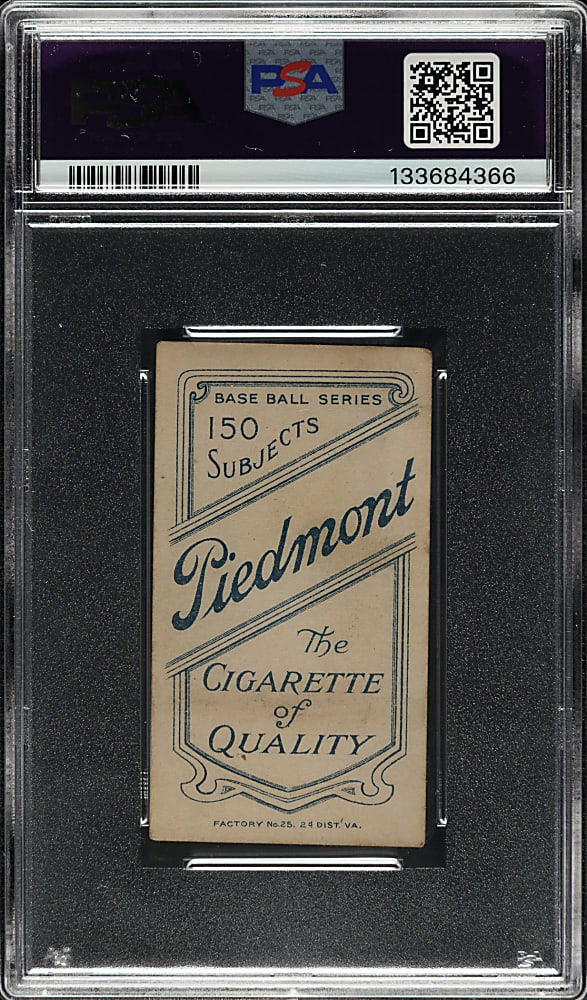 PSA
133684366
BASE BALL SERIES
150
SUBJECTS
Piedmont
The
CIGARETTE
of
QUALITY
FACTORY No. 25. 2d DIST. VA.